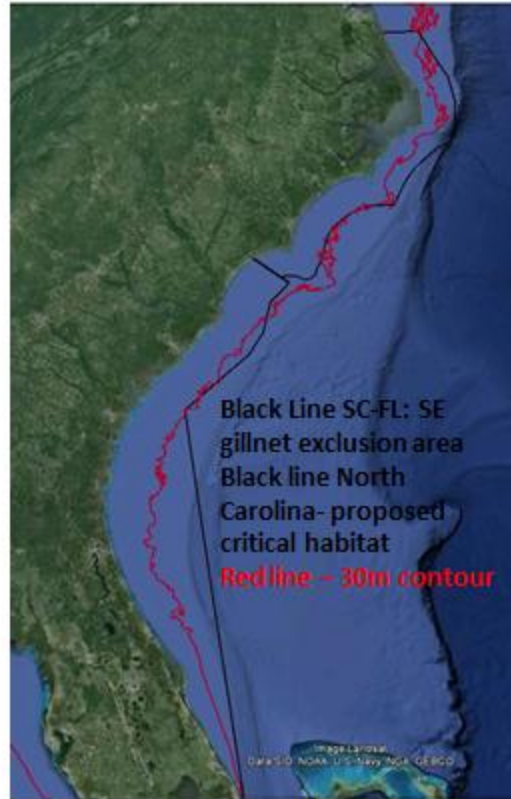 Black Line SC-FL: SE
gillnet exclusion area
Black line North
Carolina- proposed
critical habitat
Red line – 30m contour
Image Landsat
Data SIO, NOAA, U.S. Navy, NGA, GEBCO